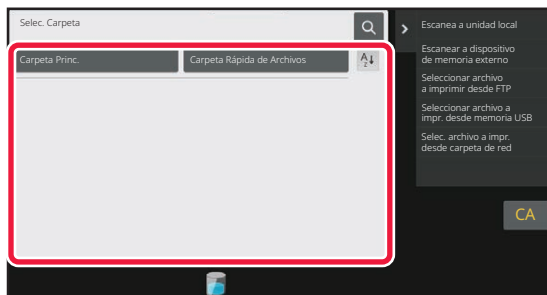 Selec. Carpeta
Carpeta Princ.
Carpeta Rápida de Archivos
A
Z
Escanea a unidad local
Escanear a dispositivo
de memoria externo
Seleccionar archivo
a imprimir desde FTP
Seleccionar archivo a
impr. desde memoria USB
Selec. archivo a impr.
desde carpeta de red
CA